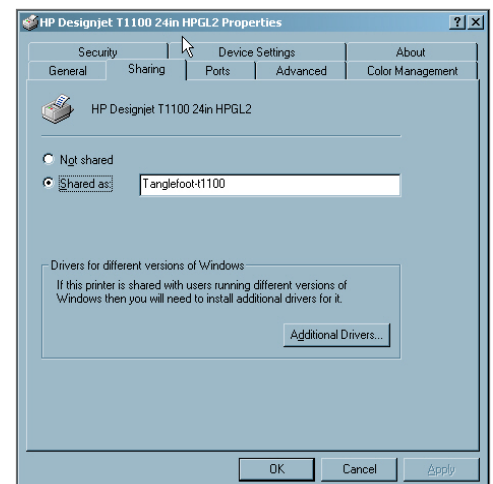 HP Designjet T1100 24in HPGL2 Properties
Security Device Settings About
General Sharing Ports Advanced Color Management
HP Designjet T1100 24in HPGL2
Not shared
Shared as: Tanglefoot-t1100
Drivers for different versions of Windows
If this printer is shared with users running different versions of
Windows then you will need to install additional drivers for it.
Additional Drivers...
OK Cancel Apply